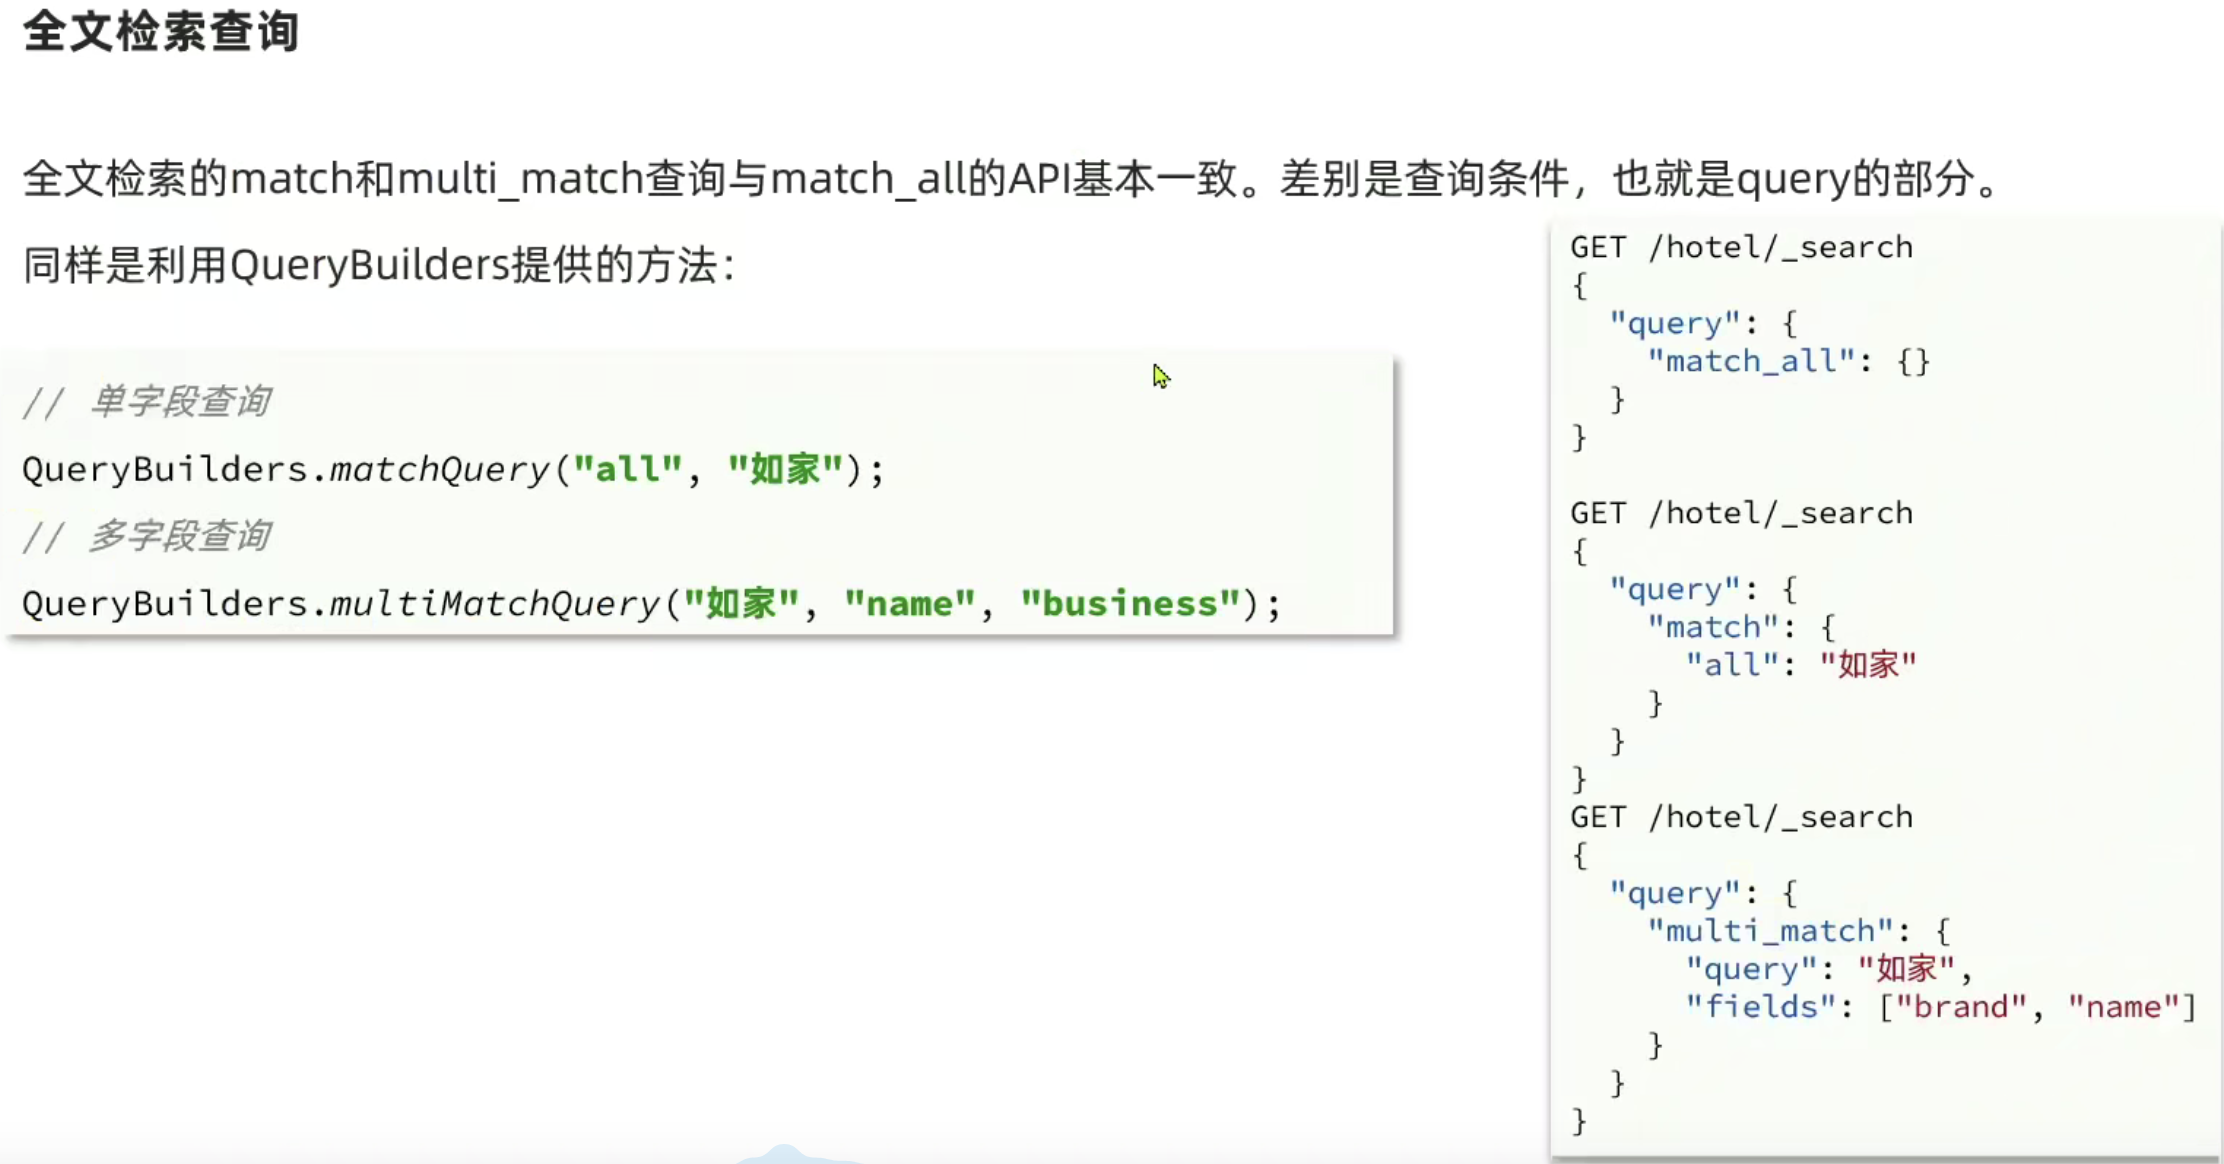 全文检索查询
全文检索的match和multi_match查询与match_all的API基本一致。差别是查询条件，也就是query的部分。
同样是利用QueryBuilders提供的方法：
// 单字段查询
QueryBuilders.matchQuery("all", "如家");
// 多字段查询
QueryBuilders.multiMatchQuery("如家", "name", "business");
GET /hotel/_search
{
  "query": {
    "match_all": {}
  }
}
GET /hotel/_search
{
  "query": {
    "match": {
      "all": "如家"
    }
  }
}
GET /hotel/_search
{
  "query": {
    "multi_match": {
      "query": "如家",
      "fields": ["brand", "name"]
    }
  }
}